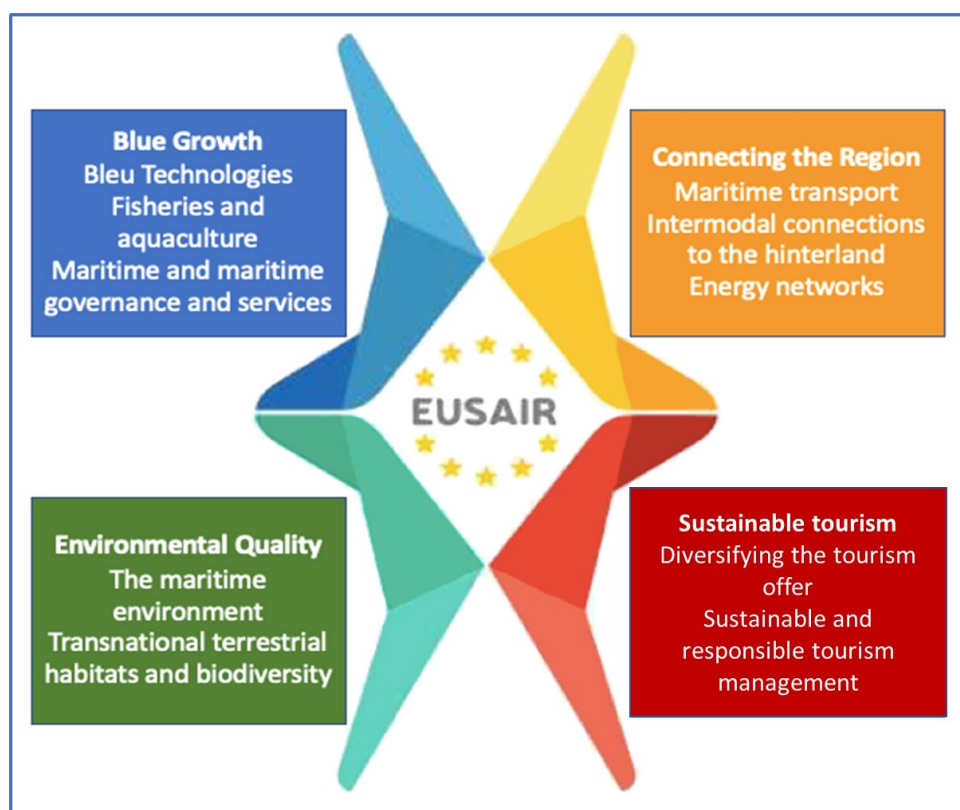 Blue Growth
Bleu Technologies
Fisheries and
aquaculture
Maritime and maritime
governance and services
Connecting the Region
Maritime transport
Intermodal connections
to the hinterland
Energy networks
EUSAIR
Environmental Quality
The maritime
environment
Transnational terrestrial
habitats and biodiversity
Sustainable tourism
Diversifying the tourism
offer
Sustainable and
responsible tourism
management